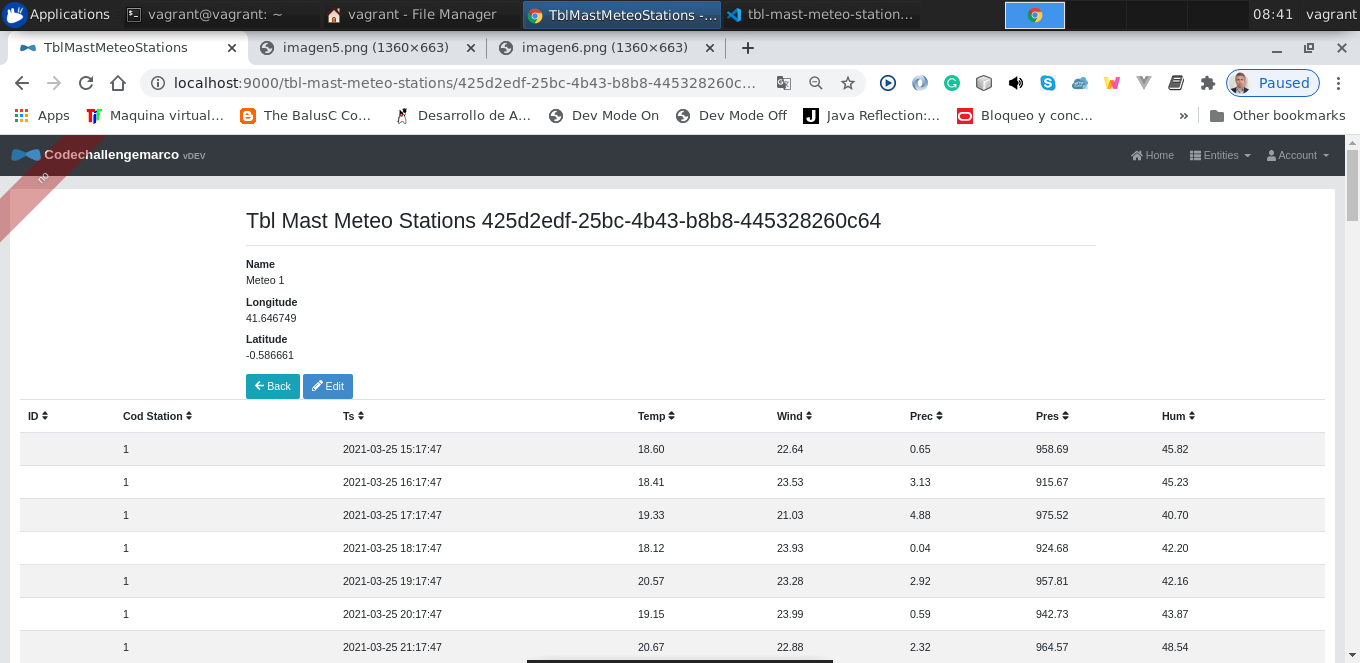 Applications vagrant@vagrant: ~ vagrant - File Manager TblMastMeteoStations -... tbl-mast-meteo-station... 08:41 vagrant
TblMastMeteoStations imagen5.png (1360×663) imagen6.png (1360×663)
localhost:9000/tbl-mast-meteo-stations/425d2edf-25bc-4b43-b8b8-445328260c... Paused
Apps Maquina virtual... The BalusC Co... Desarrollo de A... Dev Mode On Dev Mode Off Java Reflection:... Bloqueo y conc... » Other bookmarks
Codechallengemarco vDEV Home Entities Account
no
Tbl Mast Meteo Stations 425d2edf-25bc-4b43-b8b8-445328260c64
Name
Meteo 1
Longitude
41.646749
Latitude
-0.586661
Back Edit
ID Cod Station Ts Temp Wind Prec Pres Hum
1 2021-03-25 15:17:47 18.60 22.64 0.65 958.69 45.82
1 2021-03-25 16:17:47 18.41 23.53 3.13 915.67 45.23
1 2021-03-25 17:17:47 19.33 21.03 4.88 975.52 40.70
1 2021-03-25 18:17:47 18.12 23.93 0.04 924.68 42.20
1 2021-03-25 19:17:47 20.57 23.28 2.92 957.81 42.16
1 2021-03-25 20:17:47 19.15 23.99 0.59 942.73 43.87
1 2021-03-25 21:17:47 20.67 22.88 2.32 964.57 48.54